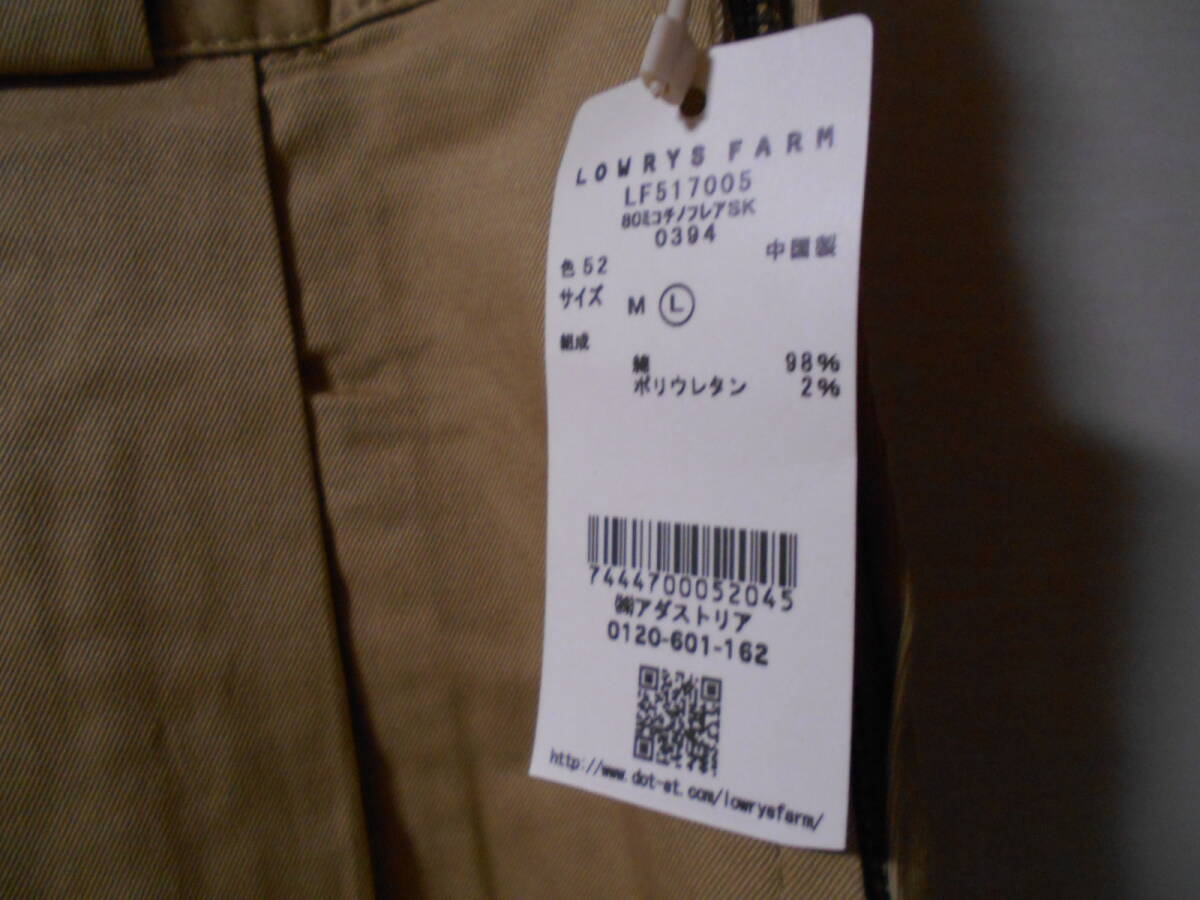 LOWRYS FARM
LF517005
80ミコチノフレアSK
0394
中国製
色 52
サイズ M Ⓛ
組成
綿 98%
ポリウレタン 2%
7444700052045
㈱アダストリア
0120-601-162
http://www.dot-st.com/lowrysfarm/